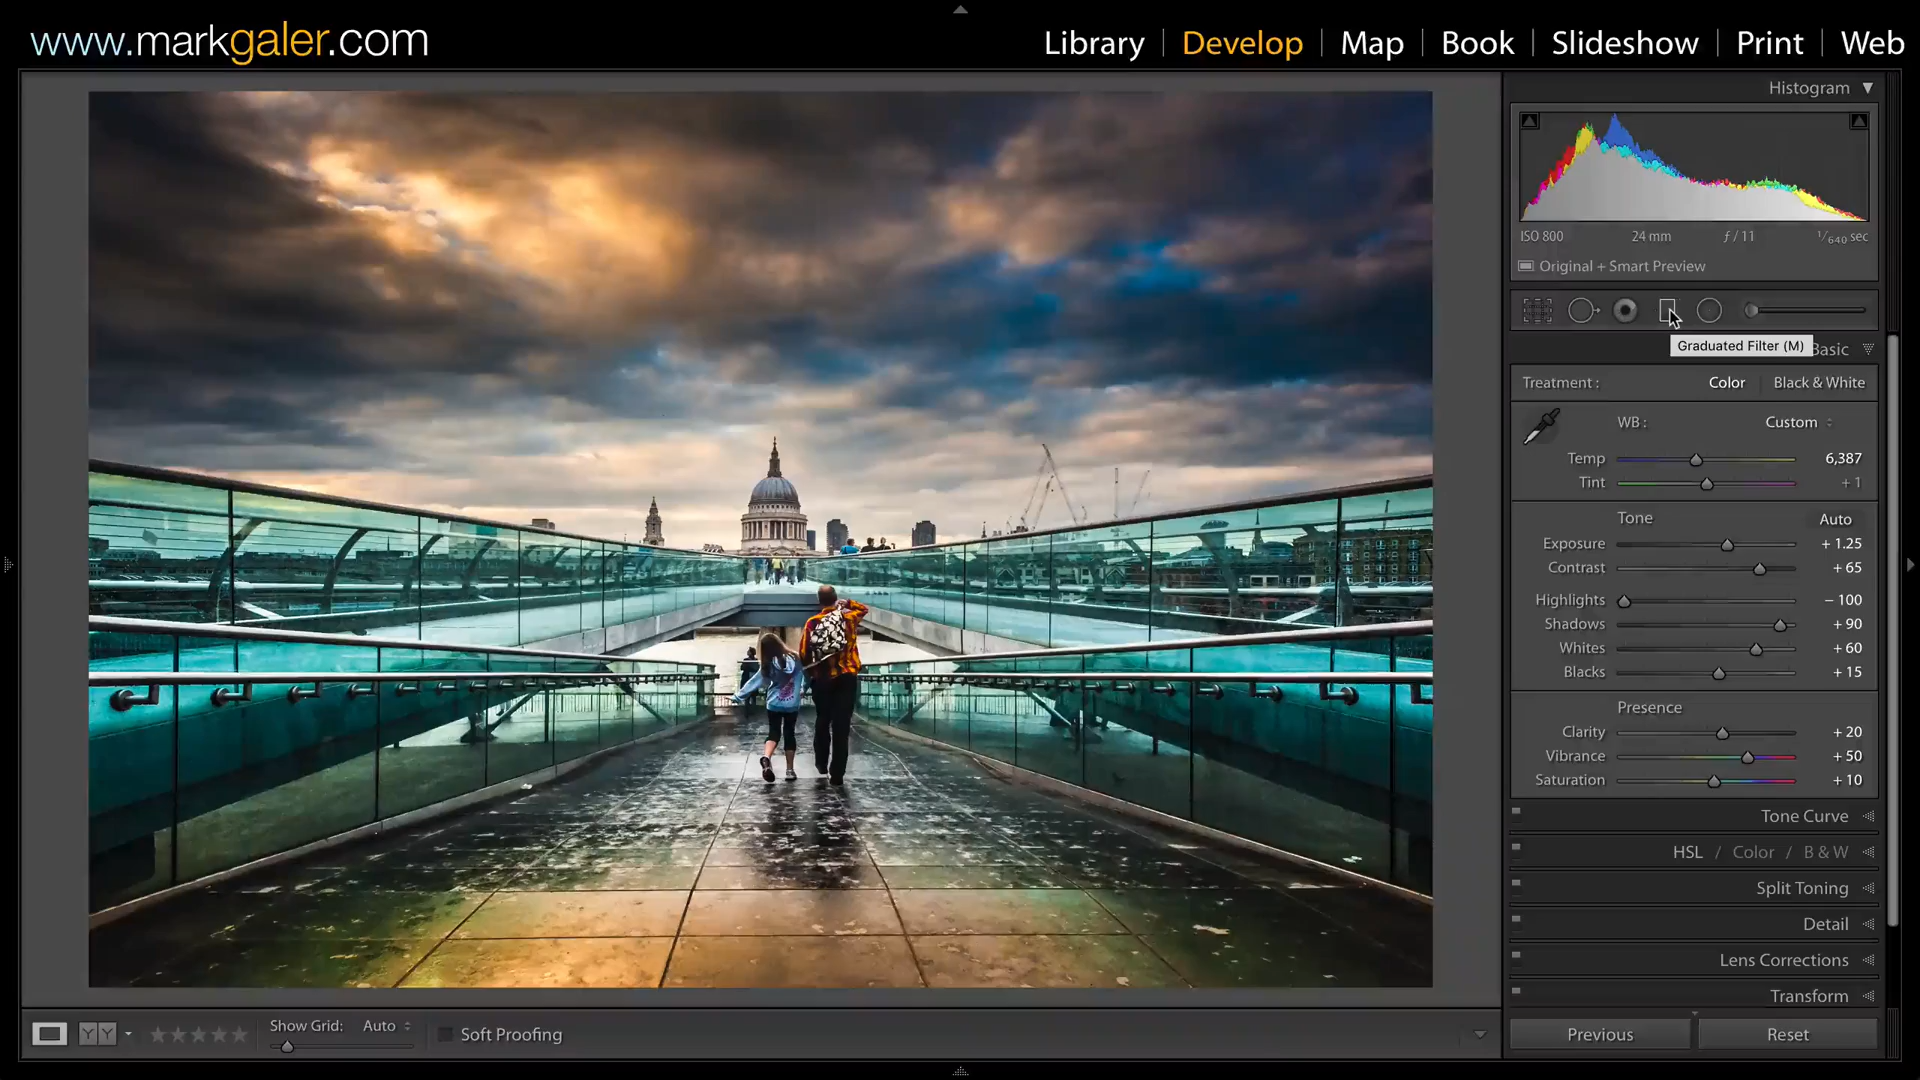 www.markgaler.com
Library | Develop | Map | Book | Slideshow | Print | Web
Histogram
ISO 800 24 mm ƒ / 11 1/640 sec
Original + Smart Preview
Graduated Filter (M)
Basic
Treatment : Color Black & White
WB : Custom
Temp 6,387
Tint + 1
Tone Auto
Exposure + 1.25
Contrast + 65
Highlights – 100
Shadows + 90
Whites + 60
Blacks + 15
Presence
Clarity + 20
Vibrance + 50
Saturation + 10
Tone Curve
HSL / Color / B & W
Split Toning
Detail
Lens Corrections
Transform
YY Show Grid: Auto Soft Proofing Previous Reset